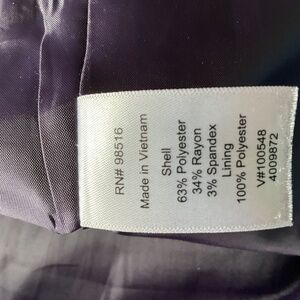 RN# 98516
Made in Vietnam
Shell
63% Polyester
34% Rayon
3% Spandex
Lining
100% Polyester
V#100548
4009872